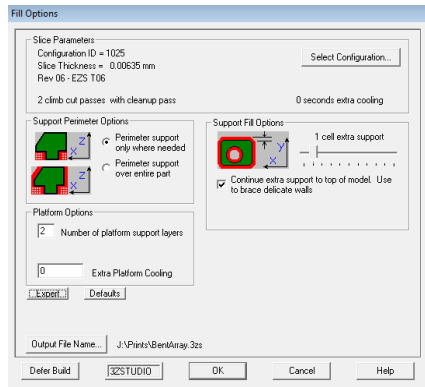 Fill Options
Slice Parameters
Configuration ID = 1025
Slice Thickness = 0.00635 mm
Rev 06 - EZS T06
Select Configuration...
2 climb cut passes with cleanup pass
0 seconds extra cooling
Support Perimeter Options
Z
X
Perimeter support
only where needed
Z
X
Perimeter support
over entire part
Support Fill Options
Y
X
1 cell extra support
Continue extra support to top of model. Use
to brace delicate walls
Platform Options
2 Number of platform support layers
0 Extra Platform Cooling
Expert
Defaults
Output File Name...
J:\Prints\BentArray.3zs
Defer Build
3ZSTUDIO
OK
Cancel
Help